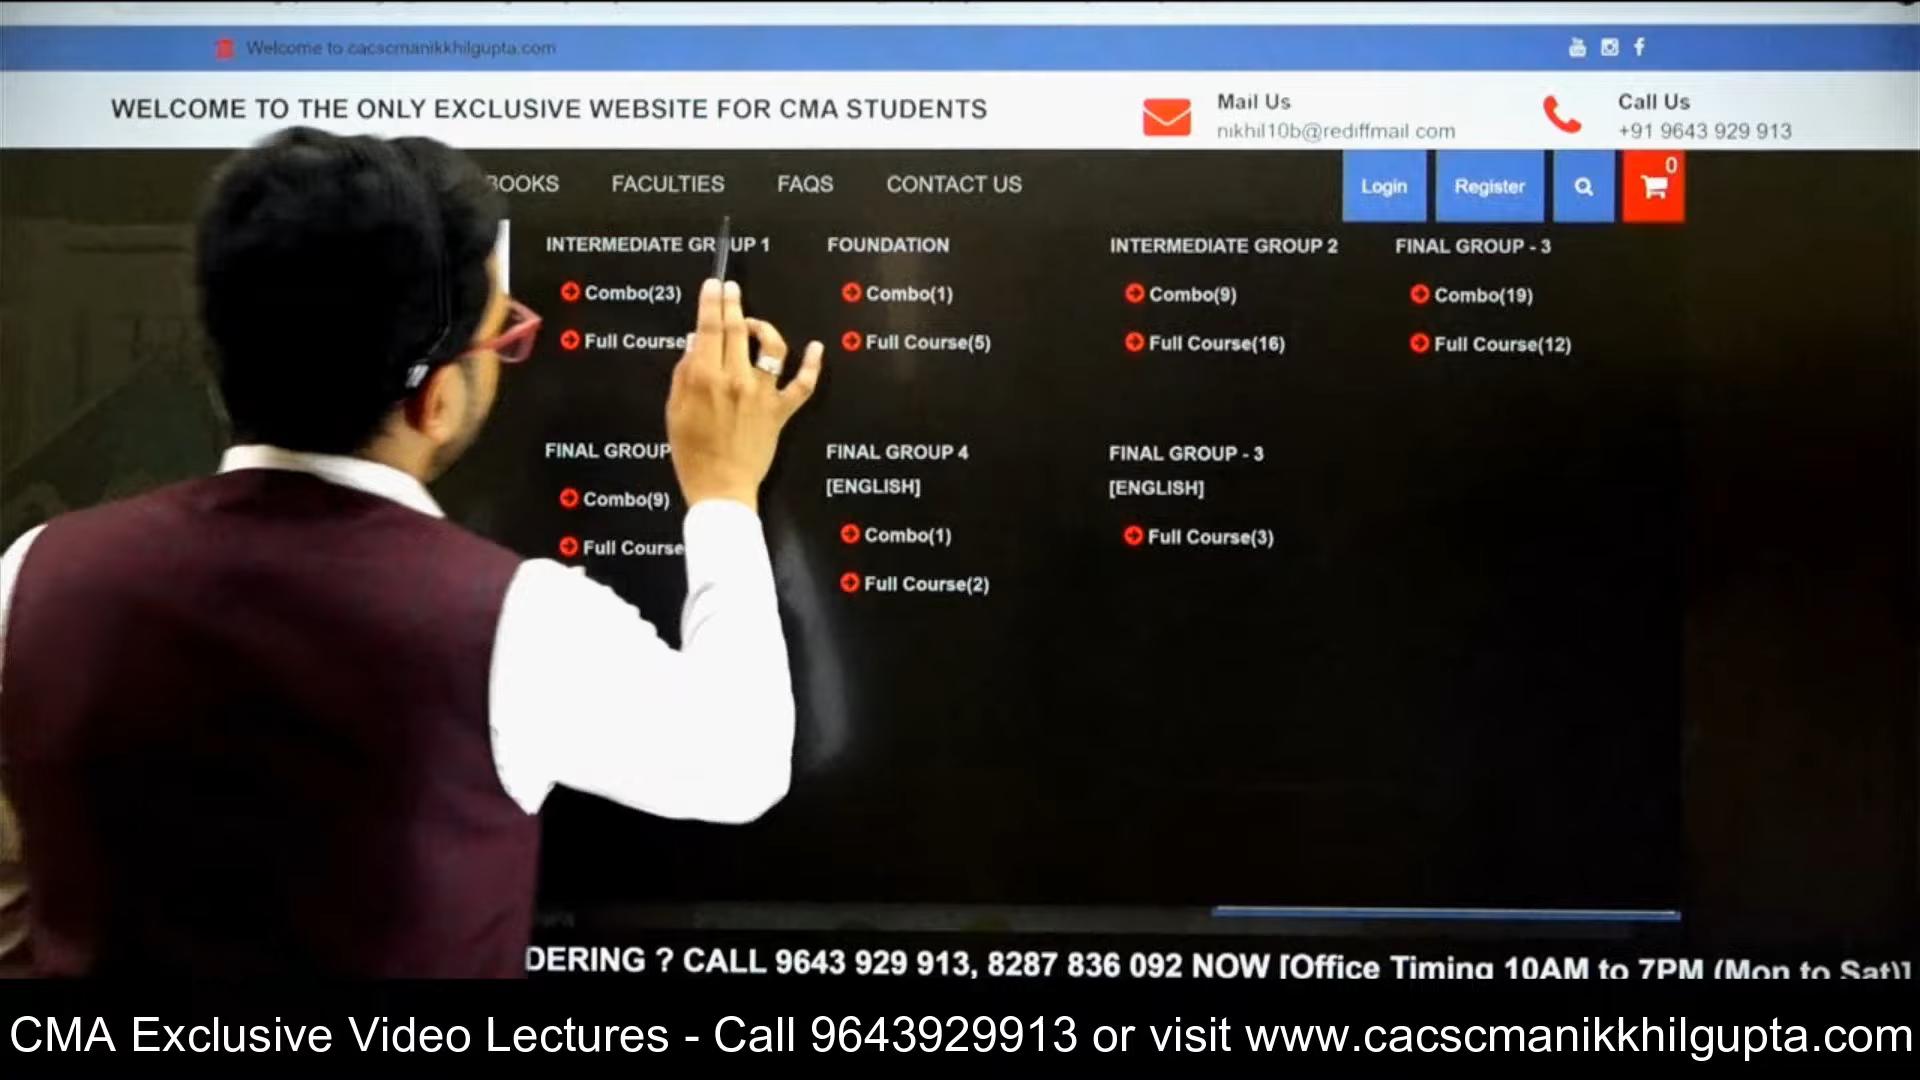 Welcome to cacscmanikkhilgupta.com
WELCOME TO THE ONLY EXCLUSIVE WEBSITE FOR CMA STUDENTS
Mail Us
nikhil10b@rediffmail.com
Call Us
+91 9643 929 913
BOOKS
FACULTIES
FAQS
CONTACT US
Login
Register
0
INTERMEDIATE GROUP 1
Combo(23)
Full Course
FOUNDATION
Combo(1)
Full Course(5)
INTERMEDIATE GROUP 2
Combo(9)
Full Course(16)
FINAL GROUP - 3
Combo(19)
Full Course(12)
FINAL GROUP
Combo(9)
Full Course
FINAL GROUP 4
[ENGLISH]
Combo(1)
Full Course(2)
FINAL GROUP - 3
[ENGLISH]
Full Course(3)
DERING ? CALL 9643 929 913, 8287 836 092 NOW [Office Timing 10AM to 7PM (Mon to Sat)]
CMA Exclusive Video Lectures - Call 9643929913 or visit www.cacscmanikkhilgupta.com